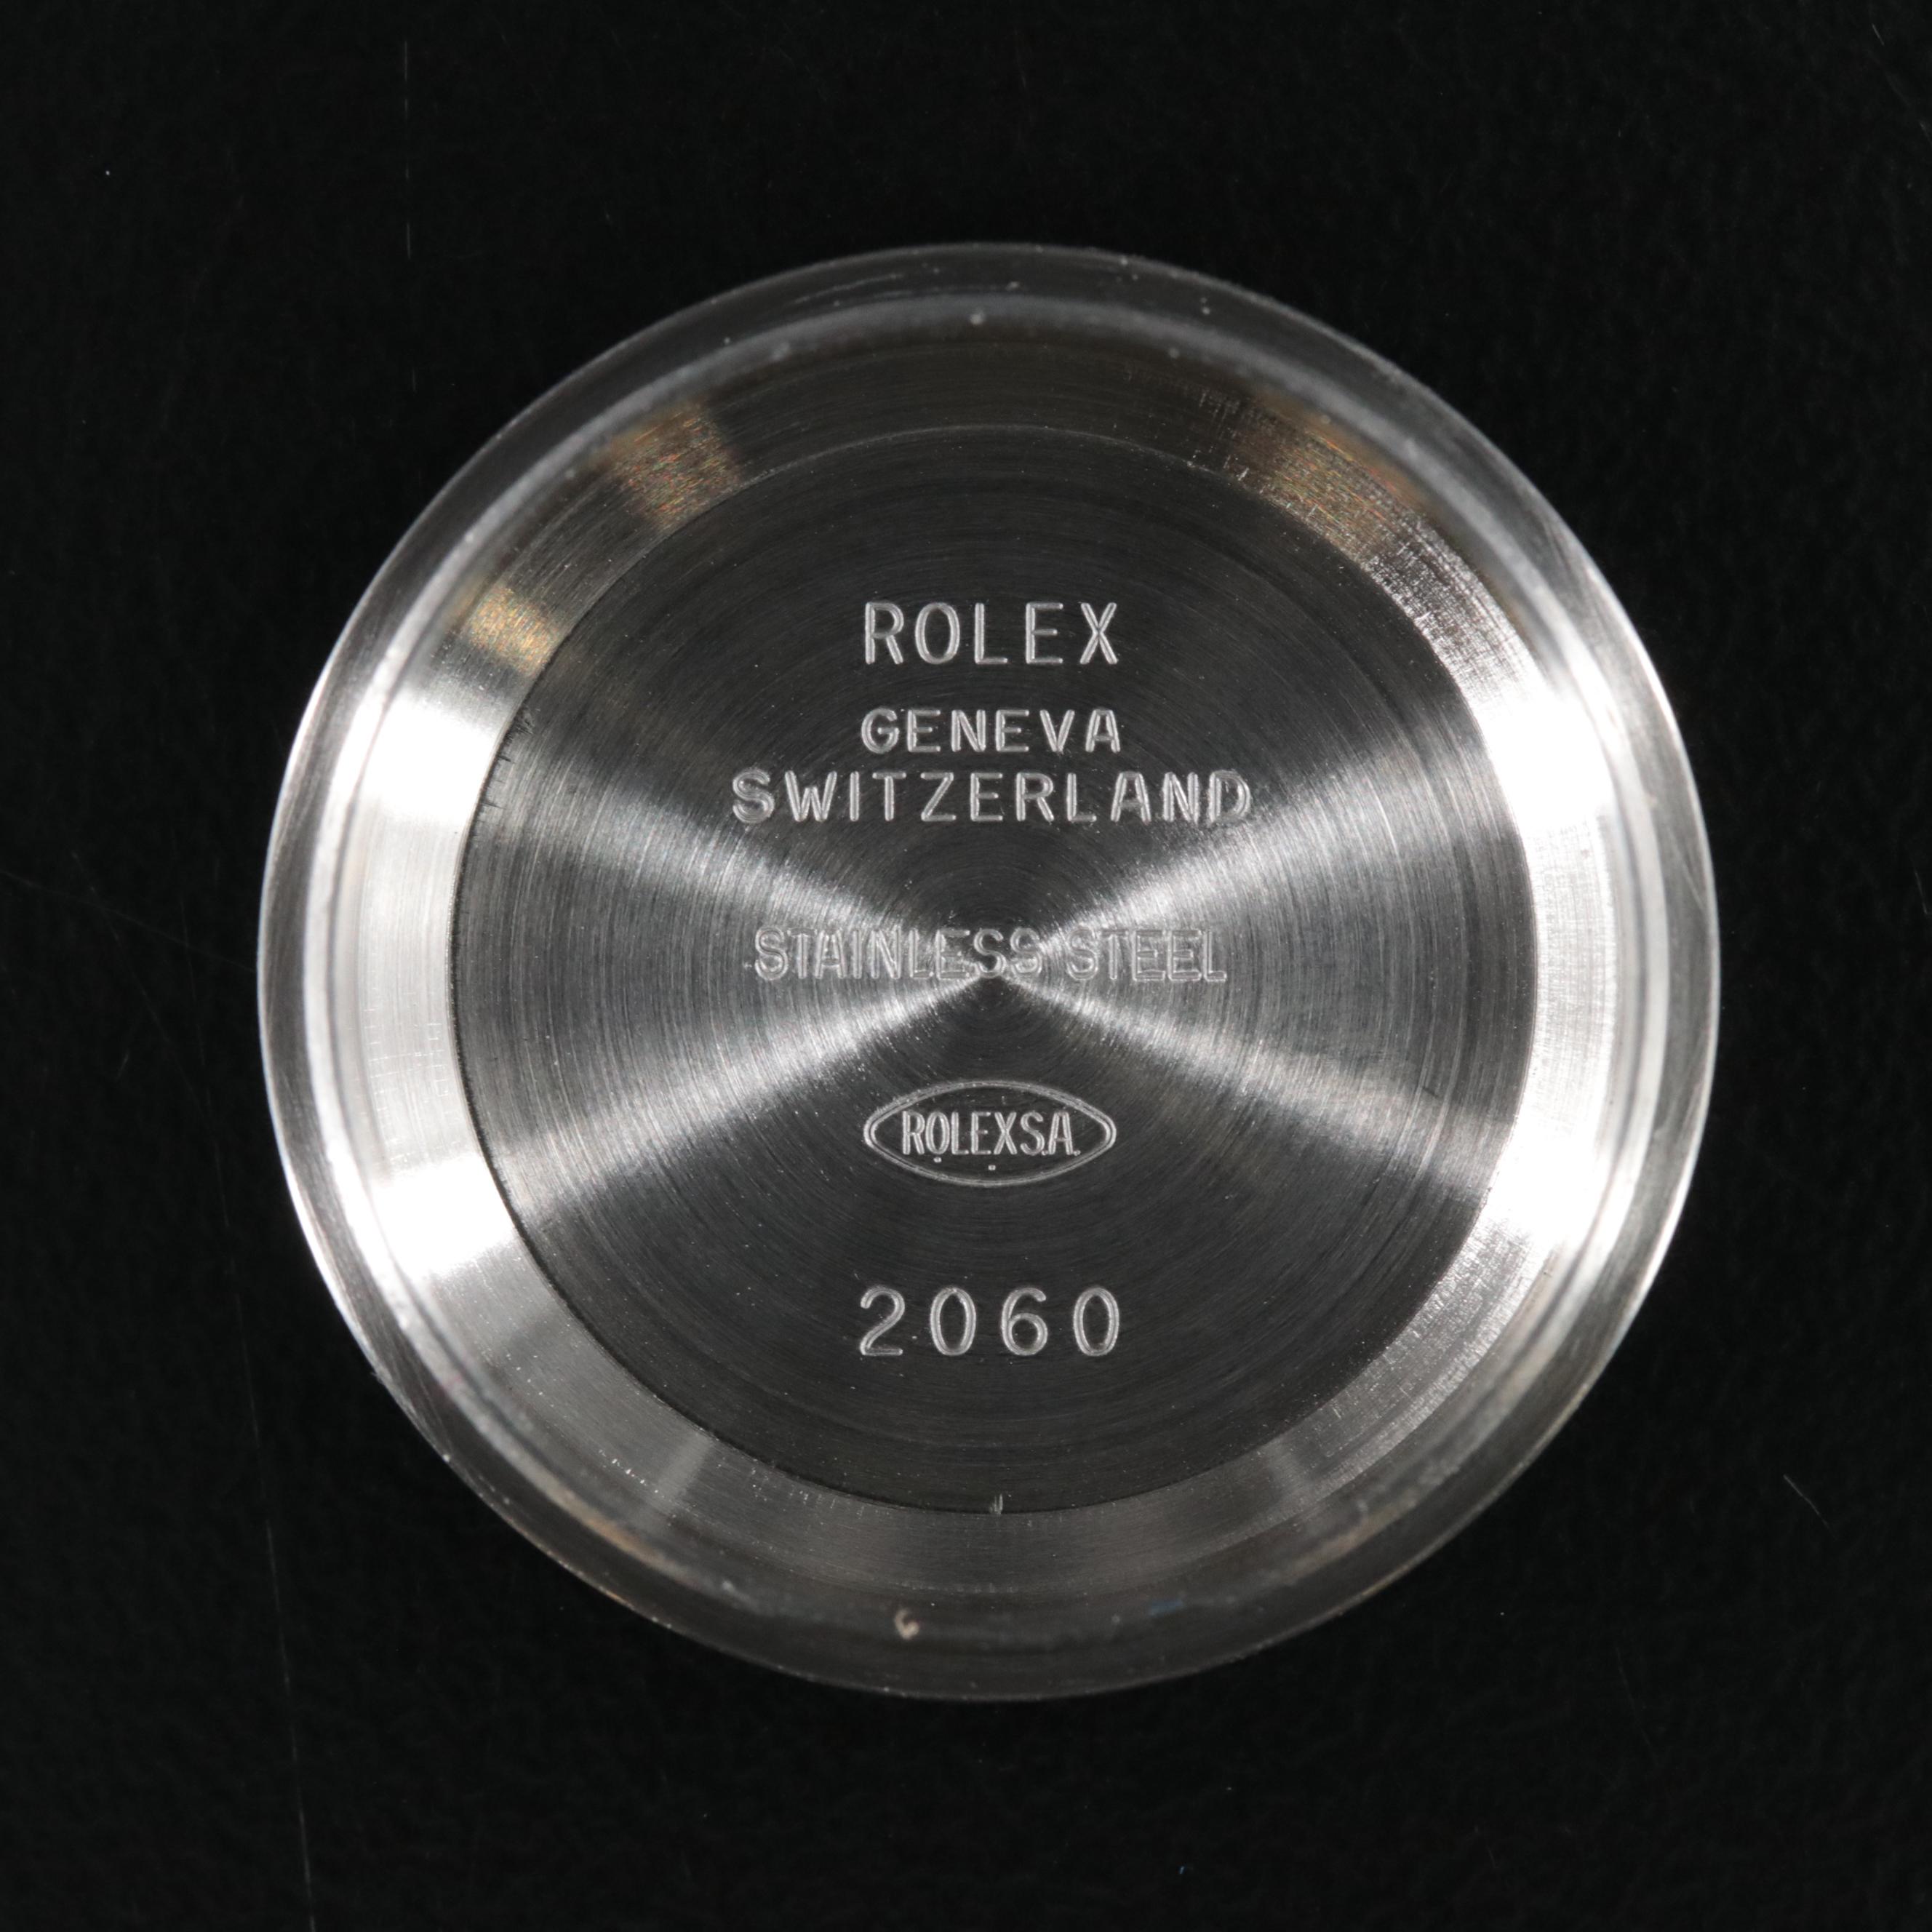 ROLEX
GENEVA
SWITZERLAND
STAINLESS STEEL
ROLEX S.A.
2060